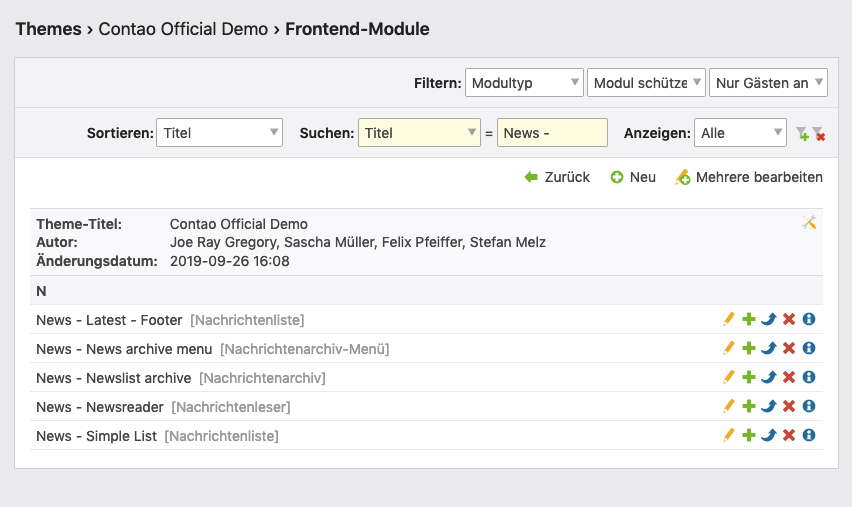 Themes › Contao Official Demo › Frontend-Module
Filtern: Modultyp Modul schütze Nur Gästen an
Sortieren: Titel Suchen: Titel = News - Anzeigen: Alle
Zurück Neu Mehrere bearbeiten
Theme-Titel: Contao Official Demo
Autor: Joe Ray Gregory, Sascha Müller, Felix Pfeiffer, Stefan Melz
Änderungsdatum: 2019-09-26 16:08
N
News - Latest - Footer [Nachrichtenliste]
News - News archive menu [Nachrichtenarchiv-Menü]
News - Newslist archive [Nachrichtenarchiv]
News - Newsreader [Nachrichtenleser]
News - Simple List [Nachrichtenliste]